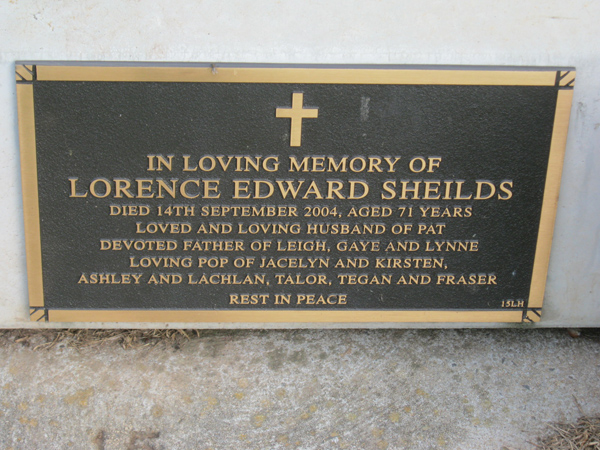 IN LOVING MEMORY OF
LORENCE EDWARD SHEILDS
DIED 14TH SEPTEMBER 2004, AGED 71 YEARS
LOVED AND LOVING HUSBAND OF PAT
DEVOTED FATHER OF LEIGH, GAYE AND LYNNE
LOVING POP OF JACELYN AND KIRSTEN,
ASHLEY AND LACHLAN, TALOR, TEGAN AND FRASER
REST IN PEACE
15LH